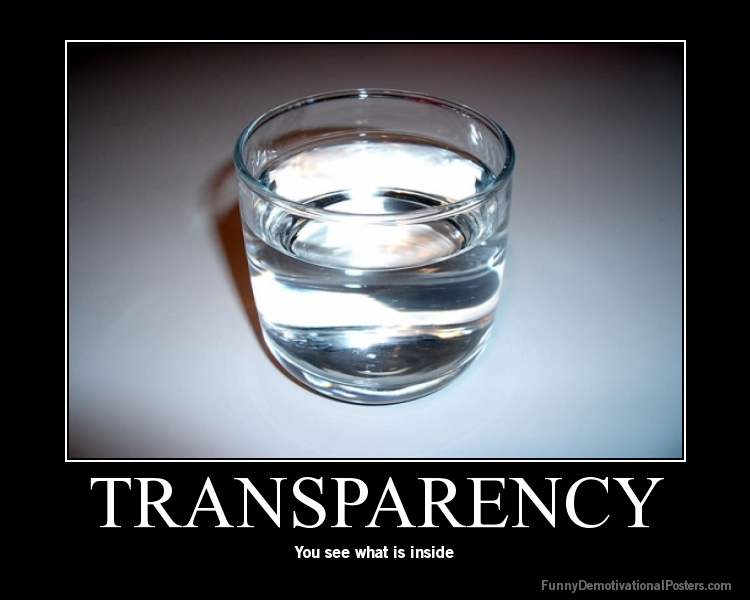 TRANSPARENCY
You see what is inside
FunnyDemotivationalPosters.com